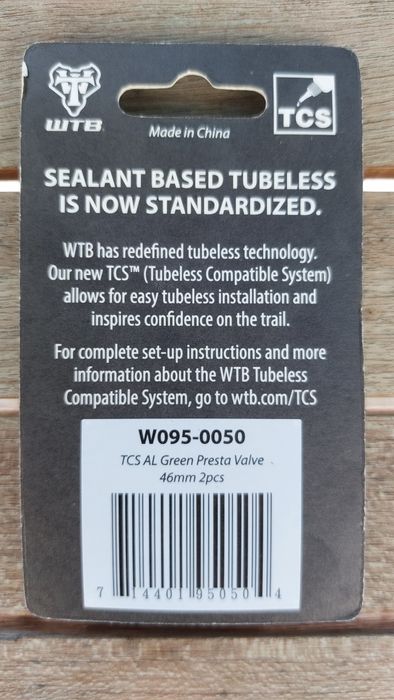 WTB
TCS
Made in China
SEALANT BASED TUBELESS
IS NOW STANDARDIZED.
WTB has redefined tubeless technology.
Our new TCS™ (Tubeless Compatible System)
allows for easy tubeless installation and
inspires confidence on the trail.
For complete set-up instructions and more
information about the WTB Tubeless
Compatible System, go to wtb.com/TCS
W095-0050
TCS AL Green Presta Valve
46mm 2pcs
7 14401 95050 4